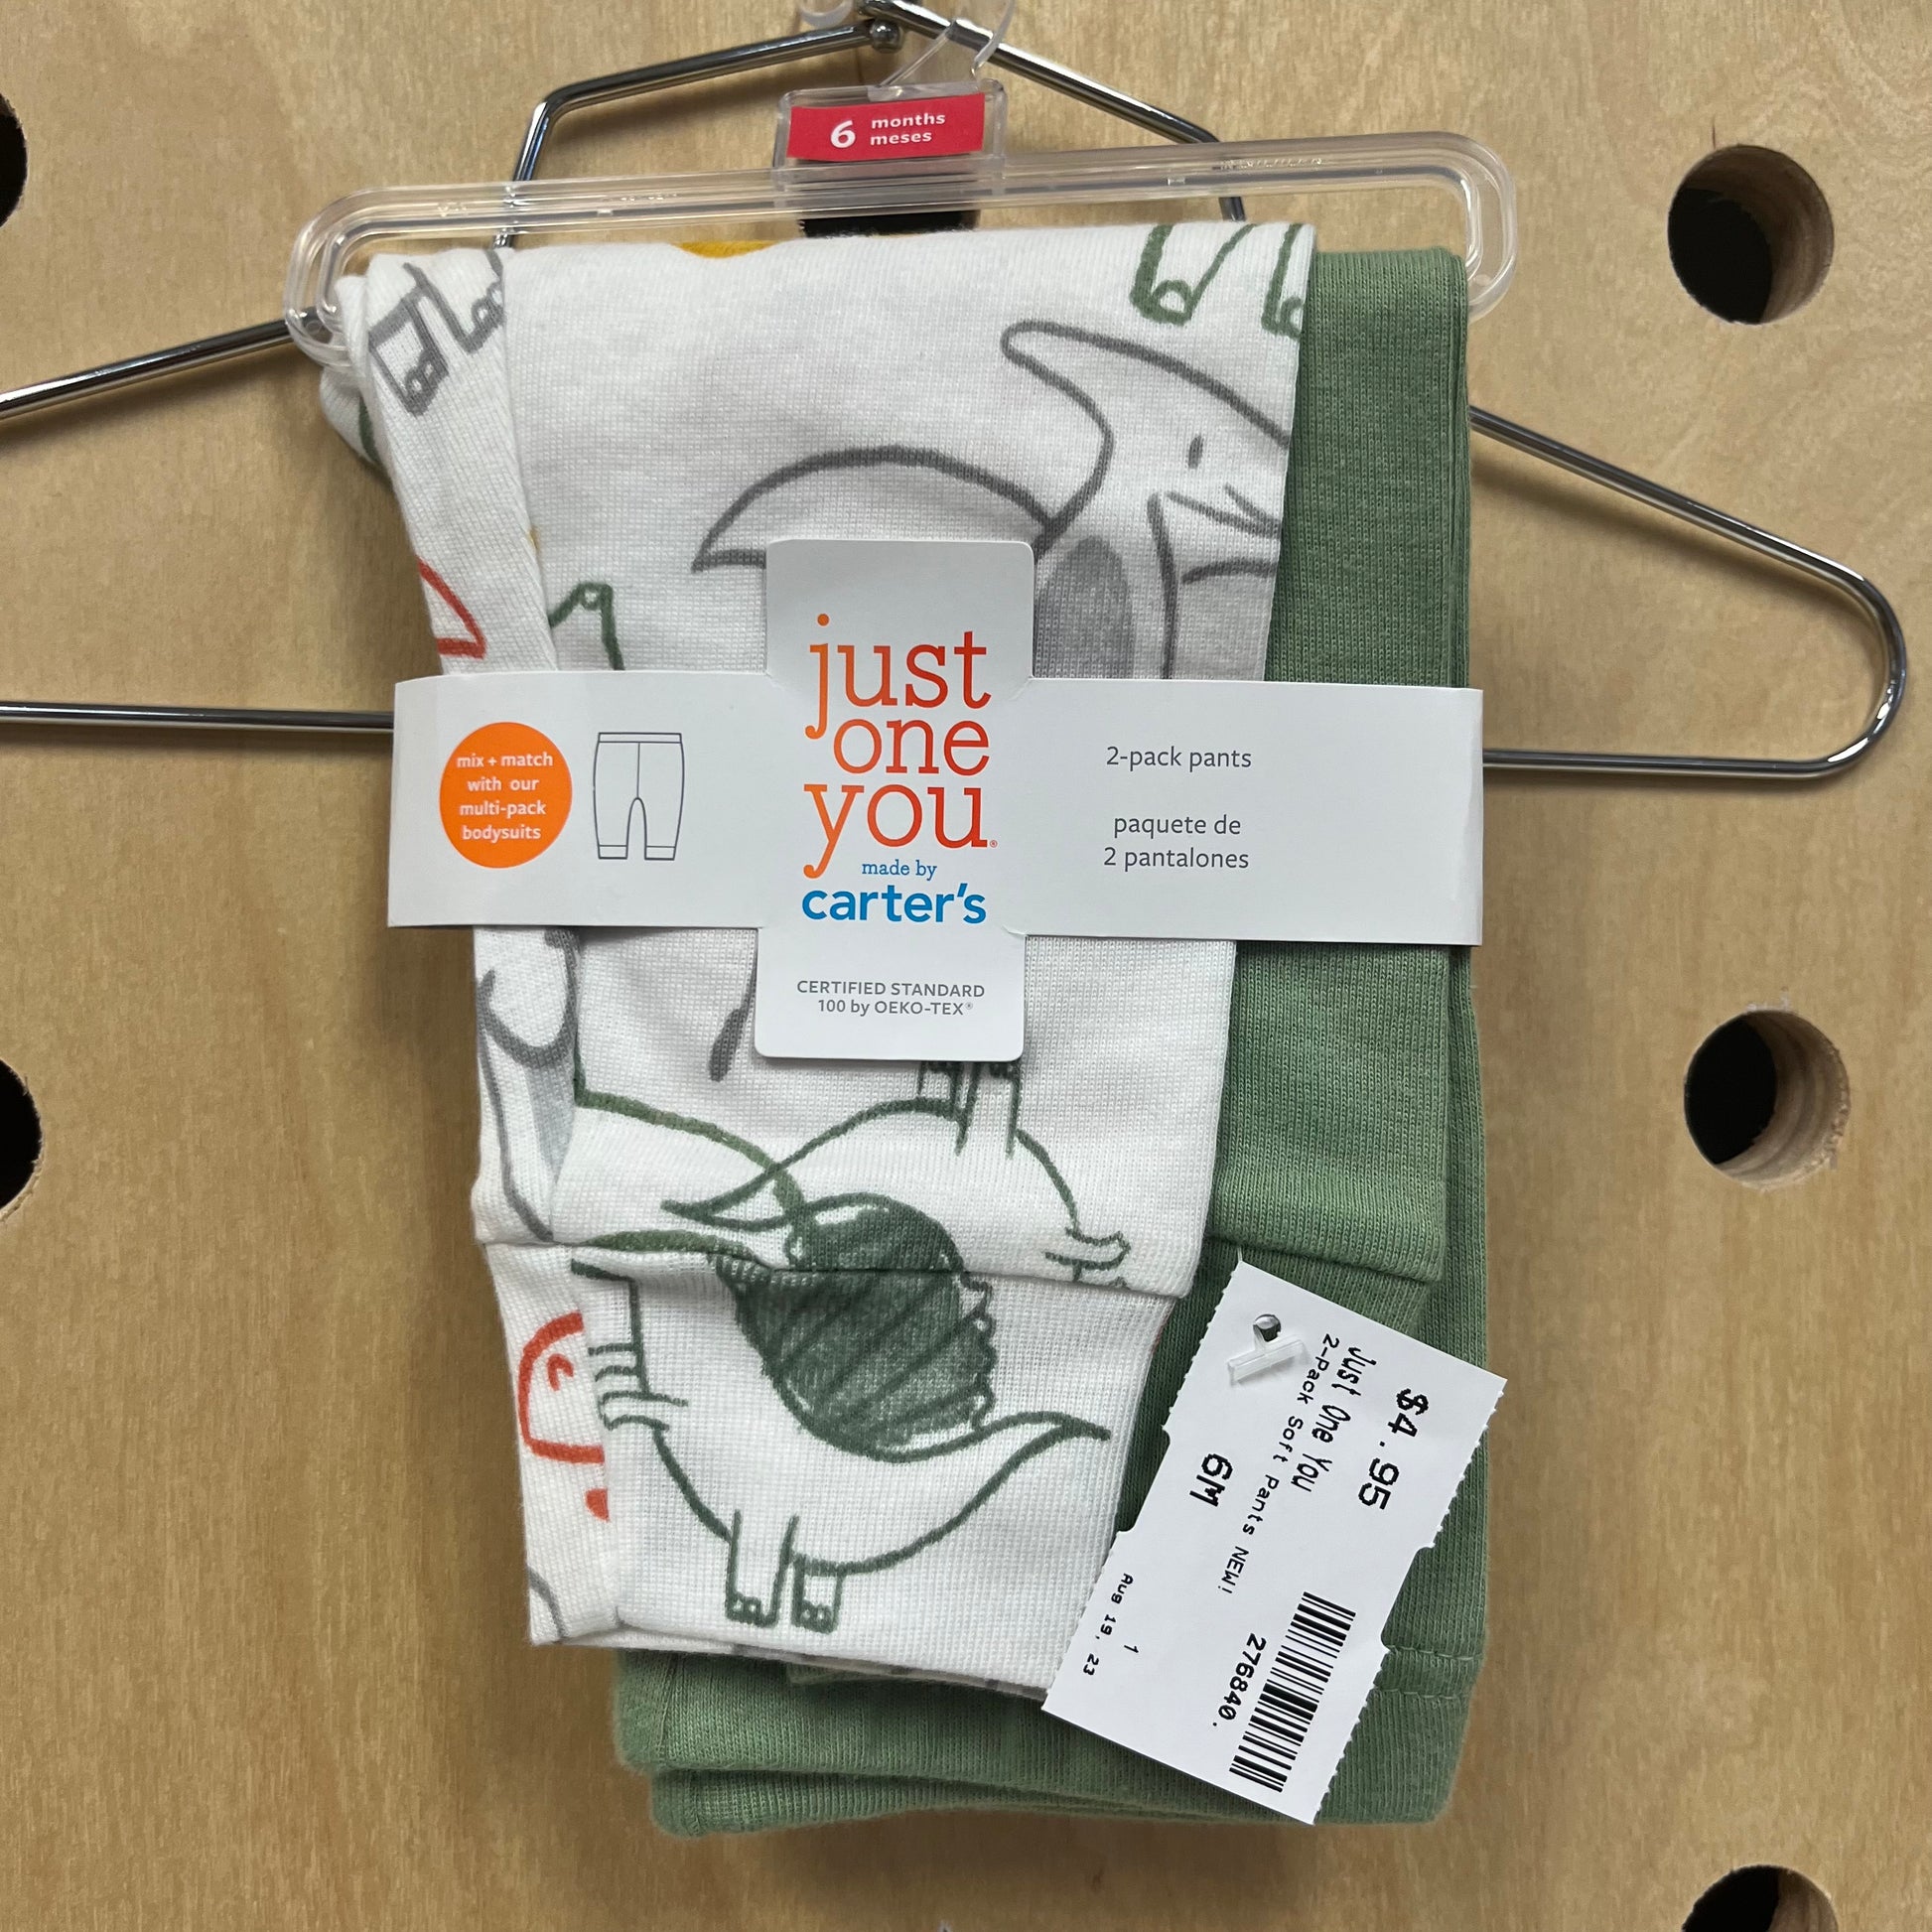 6 months
meses
mix + match
with our
multi-pack
bodysuits
just
one
you®
made by
carter's
CERTIFIED STANDARD
100 by OEKO-TEX®
2-pack pants
paquete de
2 pantalones
$4.95
Just One You
2-Pack Soft Pants NEW!
6M
276840.
1
Aug 19, 23